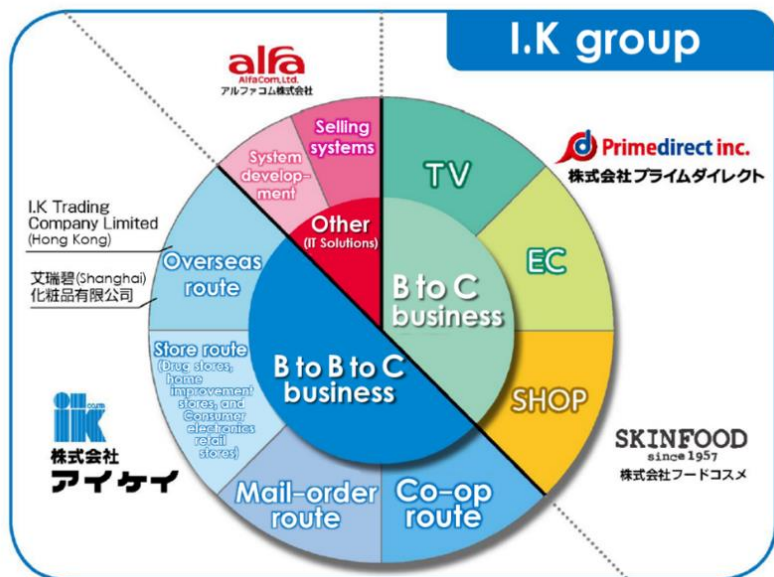 I.K group
alfa
AlfaCom,Ltd.
アルファコム株式会社
Selling
systems
System
develop-
ment
Other
(IT Solutions)
TV
EC
SHOP
B to C
business
Primedirect inc.
株式会社プライムダイレクト
I.K Trading
Company Limited
(Hong Kong)
艾瑞碧(Shanghai)
化粧品有限公司
Overseas
route
Store route
(Drug stores,
home
improvement
stores, and
Consumer
electronics
retail
stores)
B to B to C
business
Mail-order
route
Co-op
route
ik
株式会社
アイケイ
SKINFOOD
since1957
株式会社フードコスメ